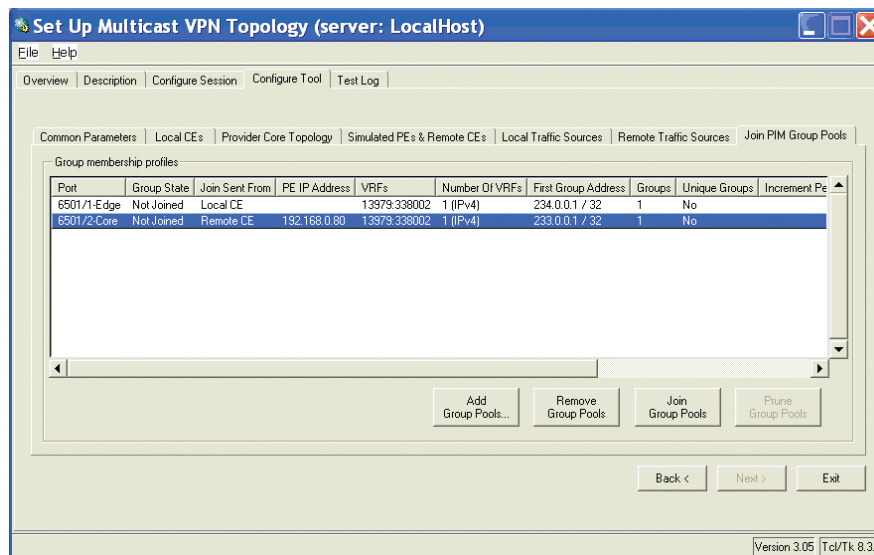 Set Up Multicast VPN Topology (server: LocalHost)
File Help
Overview Description Configure Session Configure Tool Test Log
Common Parameters Local CEs Provider Core Topology Simulated PEs & Remote CEs Local Traffic Sources Remote Traffic Sources Join PIM Group Pools
Group membership profiles
Port Group State Join Sent From PE IP Address VRFs Number Of VRFs First Group Address Groups Unique Groups Increment Pe
6501/1-Edge Not Joined Local CE 13979:338002 1 (IPv4) 234.0.0.1 / 32 1 No
6501/2-Core Not Joined Remote CE 192.168.0.80 13979:338002 1 (IPv4) 233.0.0.1 / 32 1 No
Add Group Pools...
Remove Group Pools
Join Group Pools
Prune Group Pools
Back < Next > Exit
Version 3.05 Tcl/Tk 8.3.